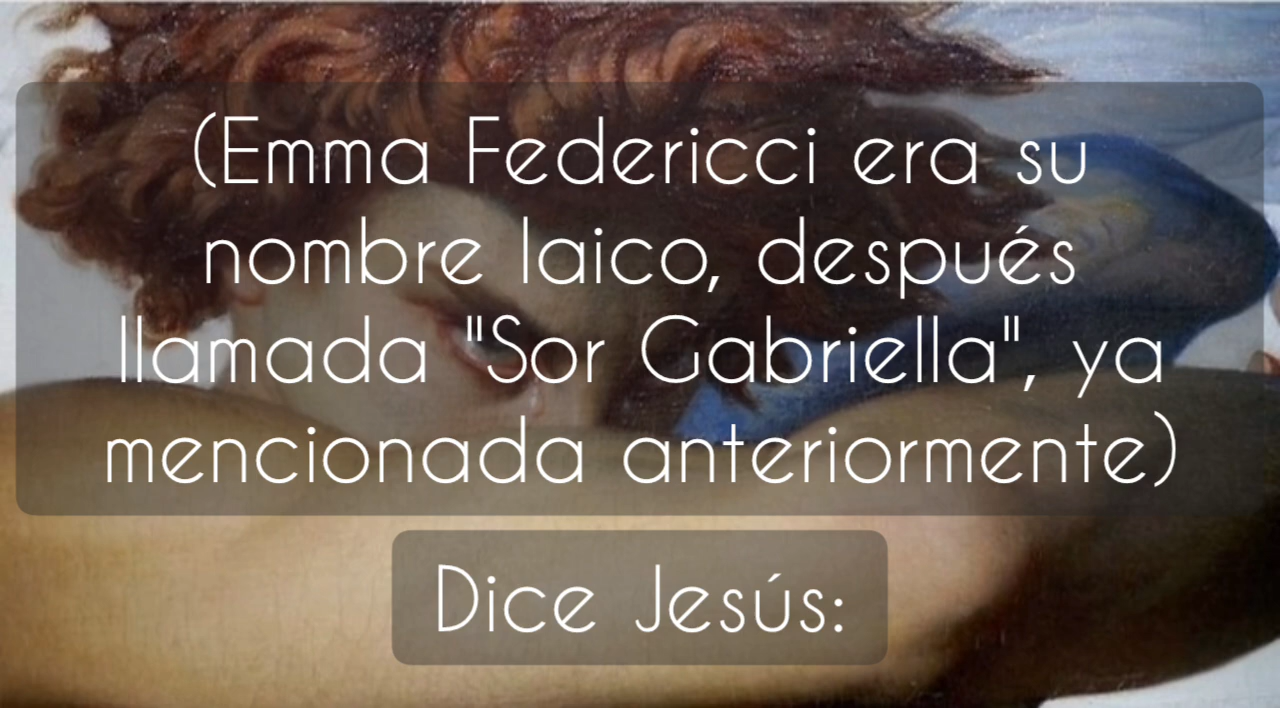 (Emma Federicci era su
nombre laico, después
llamada "Sor Gabriella", ya
mencionada anteriormente)
Dice Jesús: